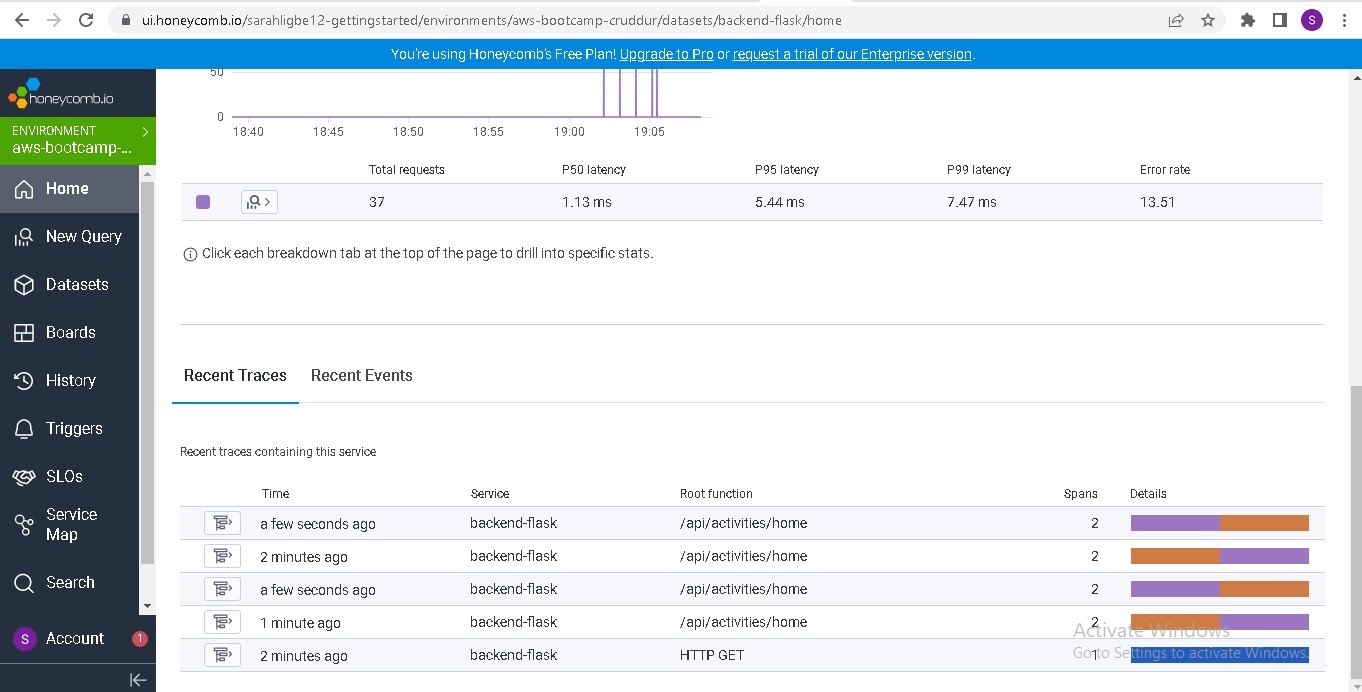 ui.honeycomb.io/sarahligbe12-gettingstarted/environments/aws-bootcamp-cruddur/datasets/backend-flask/home
S
You're using Honeycomb's Free Plan! Upgrade to Pro or request a trial of our Enterprise version.
honeycomb.io
ENVIRONMENT
aws-bootcamp-...
Home
New Query
Datasets
Boards
History
Triggers
SLOs
Service
Map
Search
S Account 1
50
0
18:40 18:45 18:50 18:55 19:00 19:05
Total requests P50 latency P95 latency P99 latency Error rate
37 1.13 ms 5.44 ms 7.47 ms 13.51
Click each breakdown tab at the top of the page to drill into specific stats.
Recent Traces Recent Events
Recent traces containing this service
Time Service Root function Spans Details
a few seconds ago backend-flask /api/activities/home 2
2 minutes ago backend-flask /api/activities/home 2
a few seconds ago backend-flask /api/activities/home 2
1 minute ago backend-flask /api/activities/home 2
2 minutes ago backend-flask HTTP GET 1
Activate Windows
Go to Settings to activate Windows.